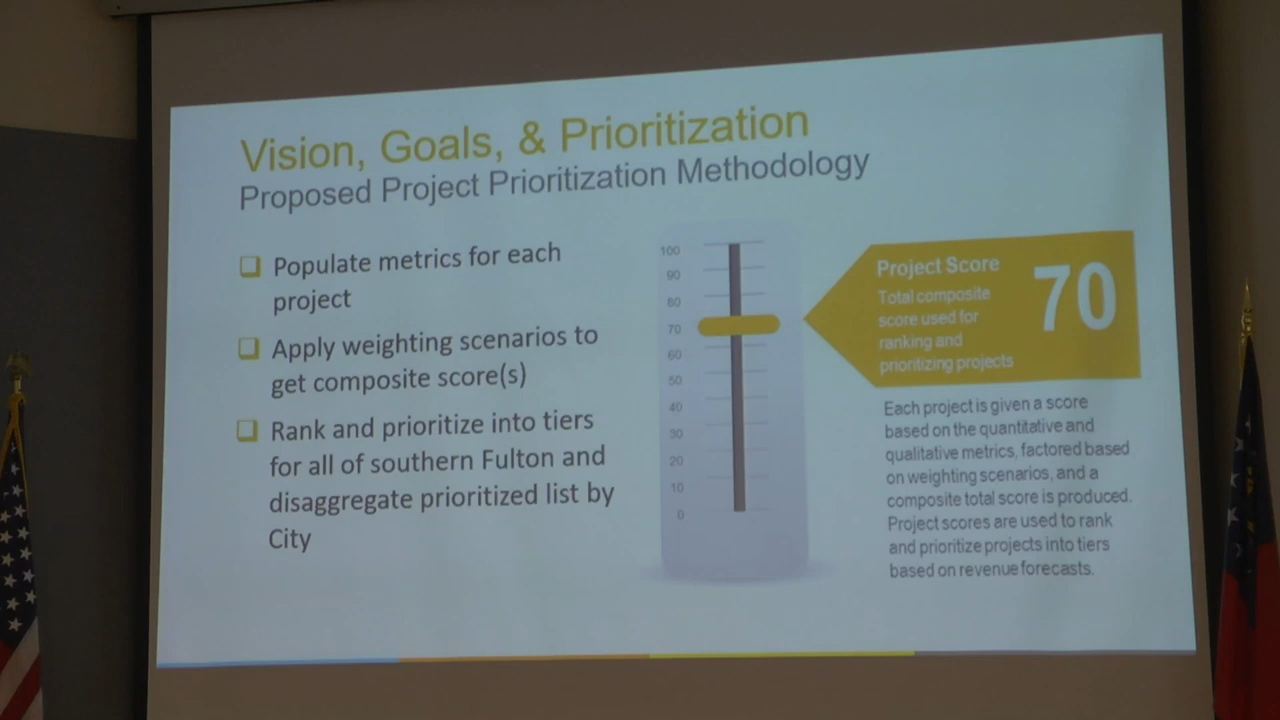 Vision, Goals, & Prioritization
Proposed Project Prioritization Methodology
Populate metrics for each
project
Apply weighting scenarios to
get composite score(s)
Rank and prioritize into tiers
for all of southern Fulton and
disaggregate prioritized list by
City
100
90
80
70
60
50
40
30
20
10
0
Project Score
Total composite
score used for
ranking and
prioritizing projects
70
Each project is given a score
based on the quantitative and
qualitative metrics, factored based
on weighting scenarios, and a
composite total score is produced.
Project scores are used to rank
and prioritize projects into tiers
based on revenue forecasts.